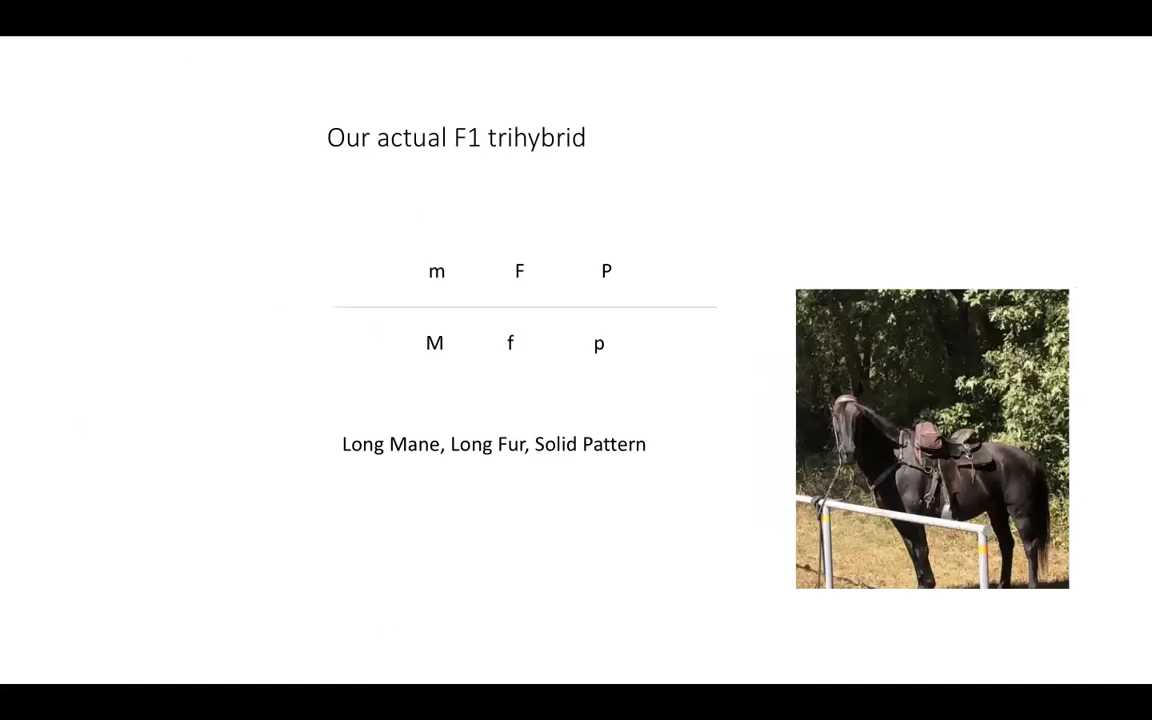 Our actual F1 trihybrid
m F P
M f p
Long Mane, Long Fur, Solid Pattern